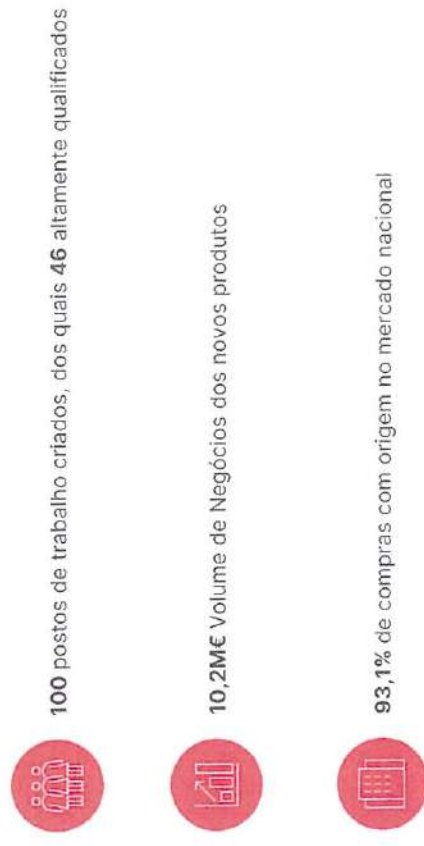 100 postos de trabalho criados, dos quais 46 altamente qualificados
10,2M€ Volume de Negócios dos novos produtos
93,1% de compras com origem no mercado nacional